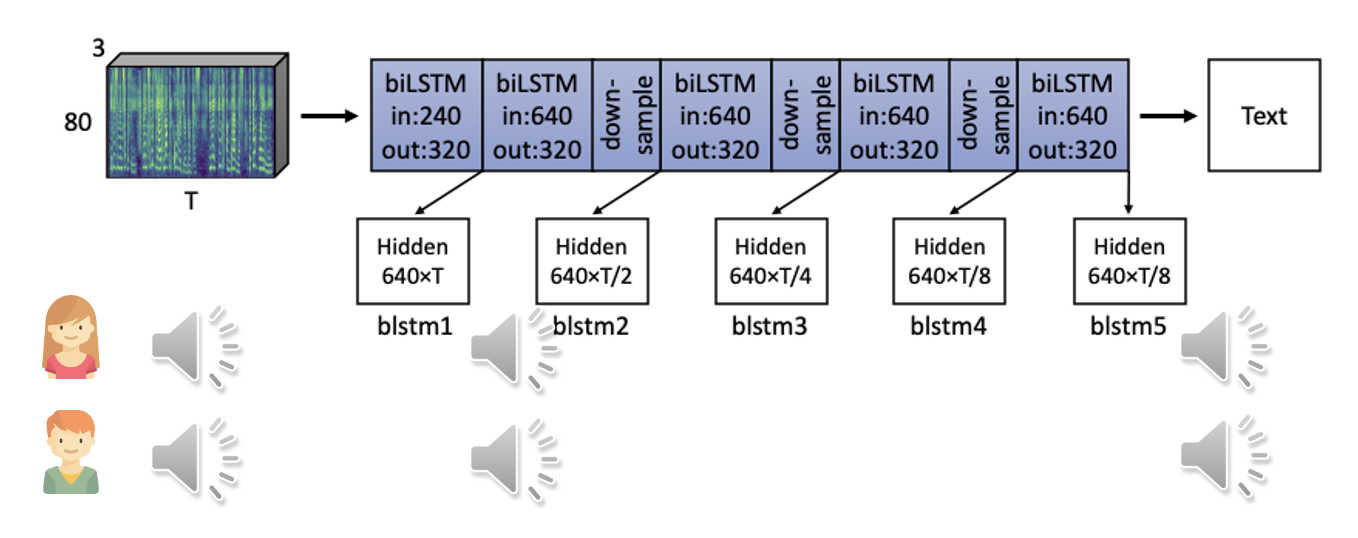 3
80
T
biLSTM
in:240
out:320
biLSTM
in:640
out:320
down-
sample
biLSTM
in:640
out:320
down-
sample
biLSTM
in:640
out:320
down-
sample
biLSTM
in:640
out:320
Text
Hidden
640×T
Hidden
640×T/2
Hidden
640×T/4
Hidden
640×T/8
Hidden
640×T/8
blstm1
blstm2
blstm3
blstm4
blstm5